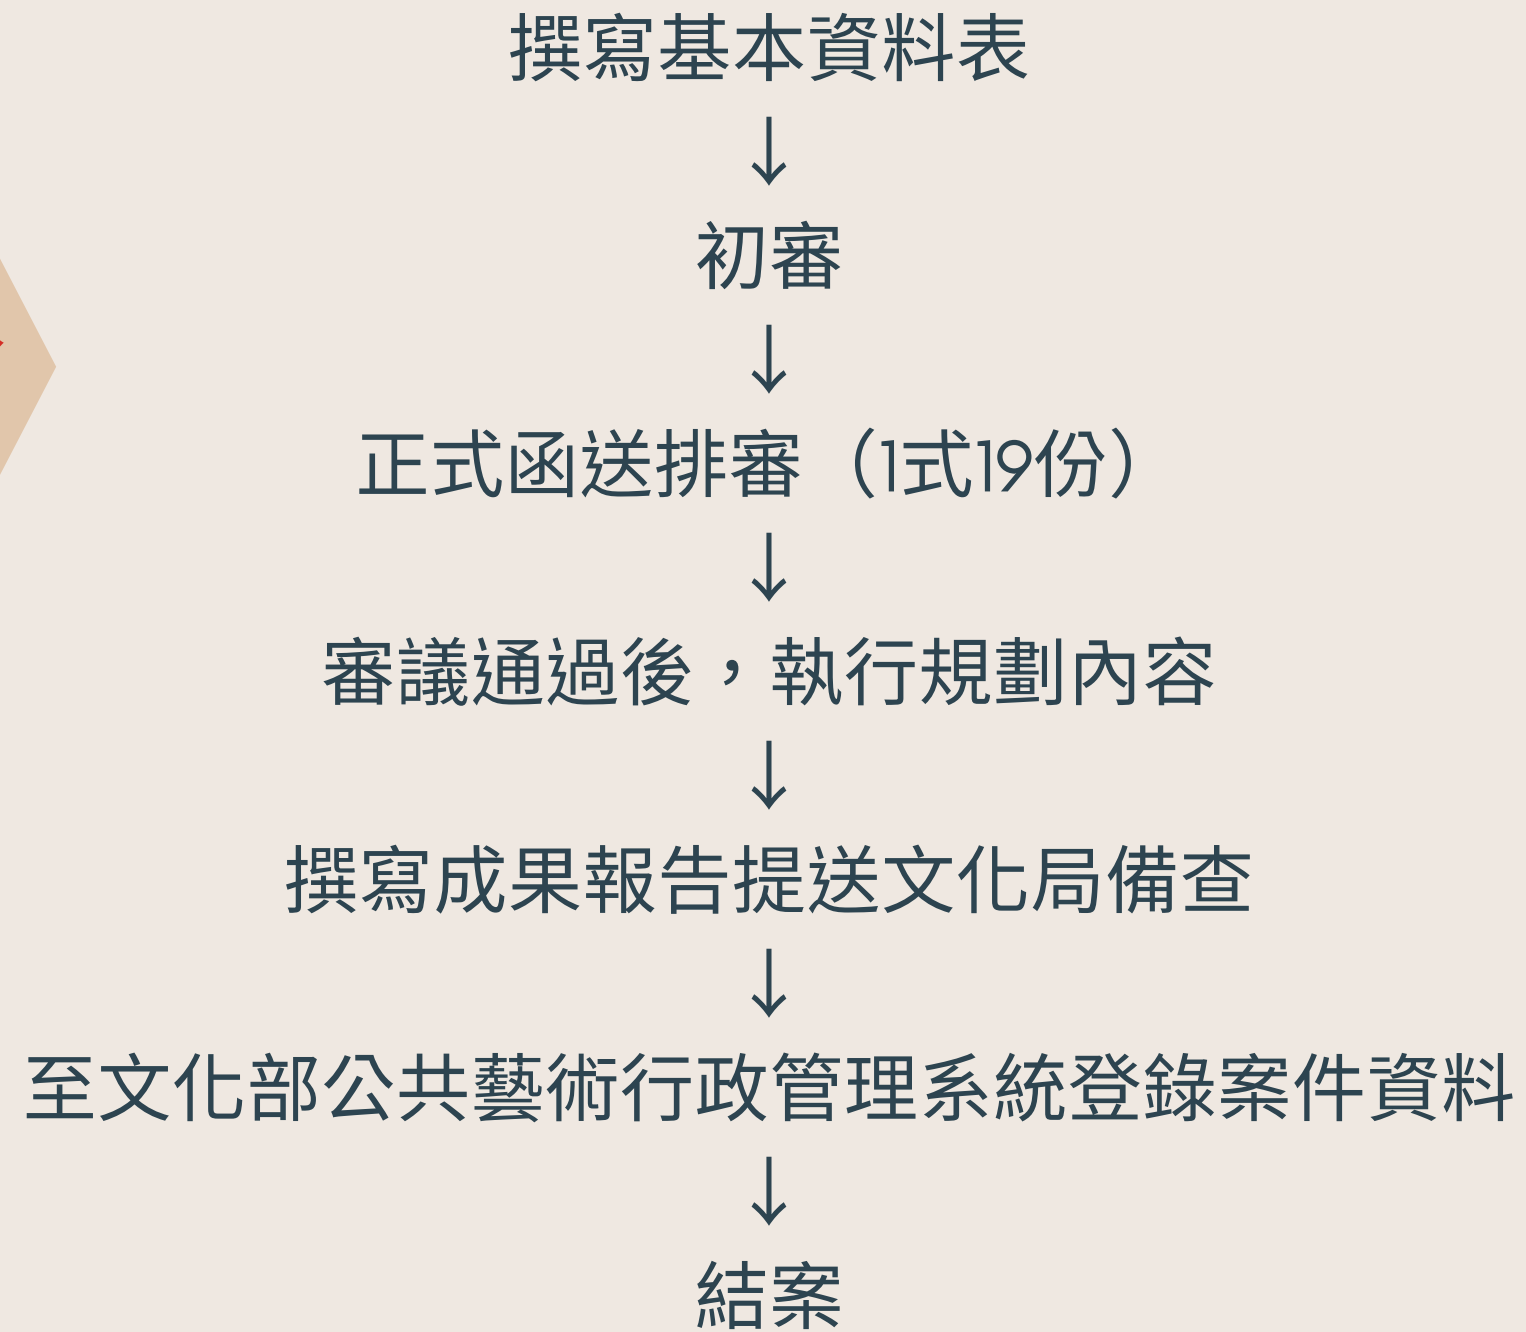 撰寫基本資料表
↓
初審
↓
正式函送排審（1式19份）
↓
審議通過後，執行規劃內容
↓
撰寫成果報告提送文化局備查
↓
至文化部公共藝術行政管理系統登錄案件資料
↓
結案